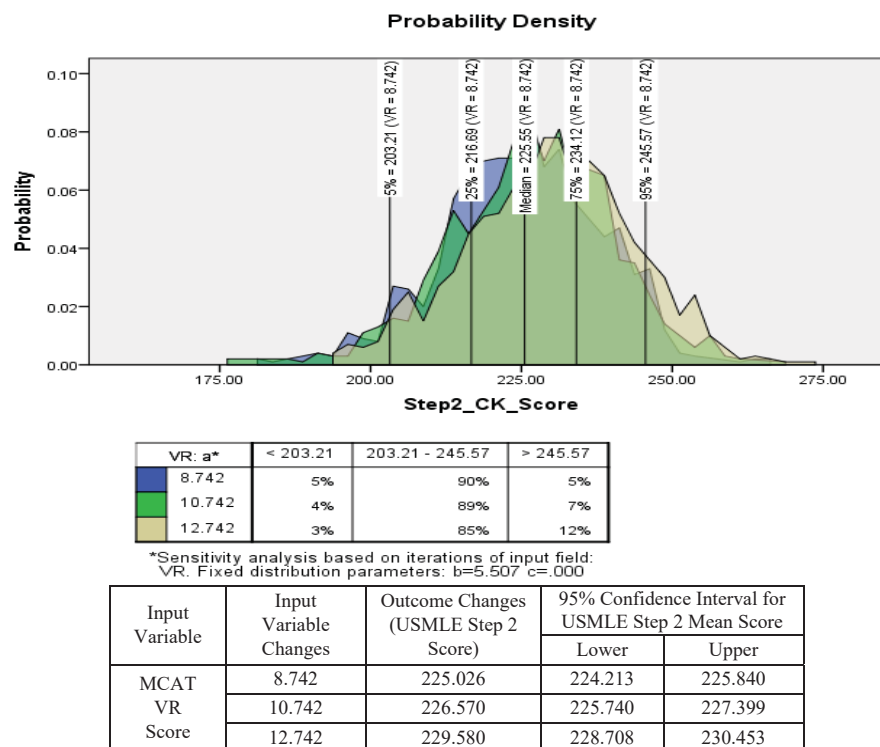 Probability Density
0.10
0.08
0.06
0.04
0.02
0.00
Probability
5% = 203.21 (VR = 8.742)
25% = 216.69 (VR = 8.742)
Median = 225.55 (VR = 8.742)
75% = 234.12 (VR = 8.742)
95% = 245.57 (VR = 8.742)
175.00 200.00 225.00 250.00 275.00
Step2_CK_Score
VR: a* < 203.21 203.21 - 245.57 > 245.57
8.742 5% 90% 5%
10.742 4% 89% 7%
12.742 3% 85% 12%
*Sensitivity analysis based on iterations of input field:
VR. Fixed distribution parameters: b=5.507 c=.000
Input Variable
Input Variable Changes
Outcome Changes (USMLE Step 2 Score)
95% Confidence Interval for USMLE Step 2 Mean Score
Lower Upper
MCAT VR Score
8.742 225.026 224.213 225.840
10.742 226.570 225.740 227.399
12.742 229.580 228.708 230.453